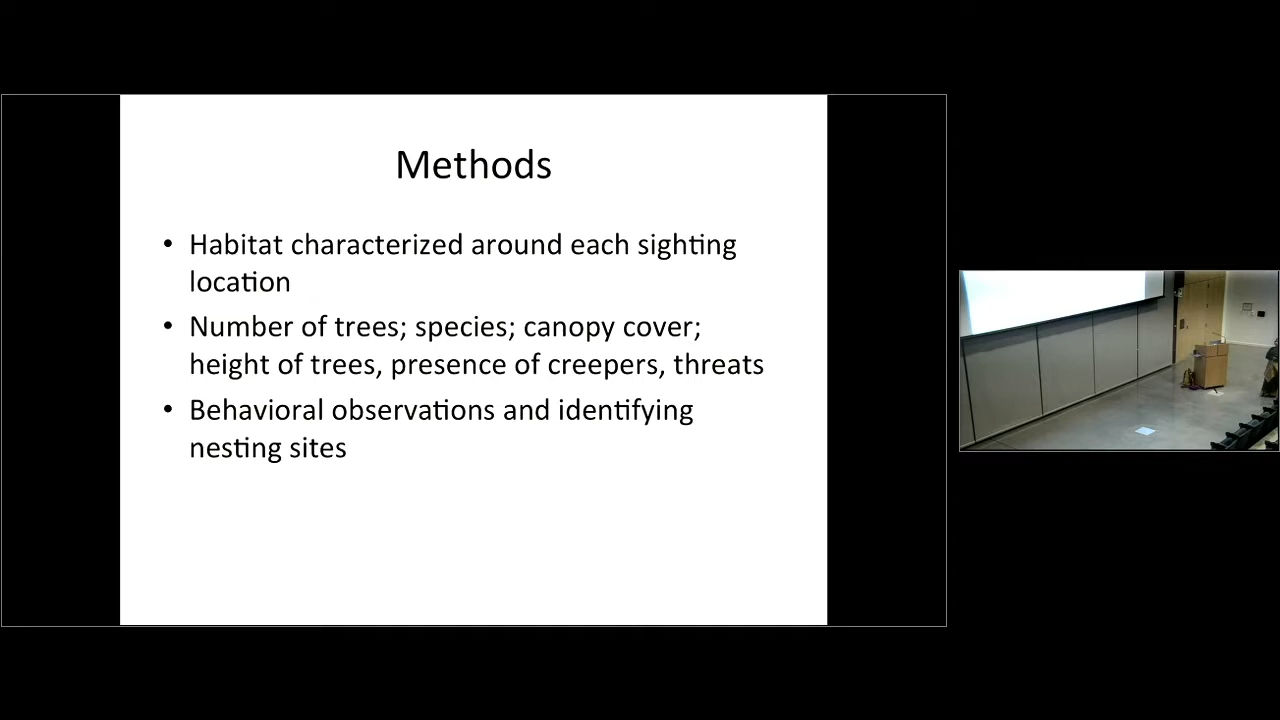 Methods
• Habitat characterized around each sighting
location
• Number of trees; species; canopy cover;
height of trees, presence of creepers, threats
• Behavioral observations and identifying
nesting sites